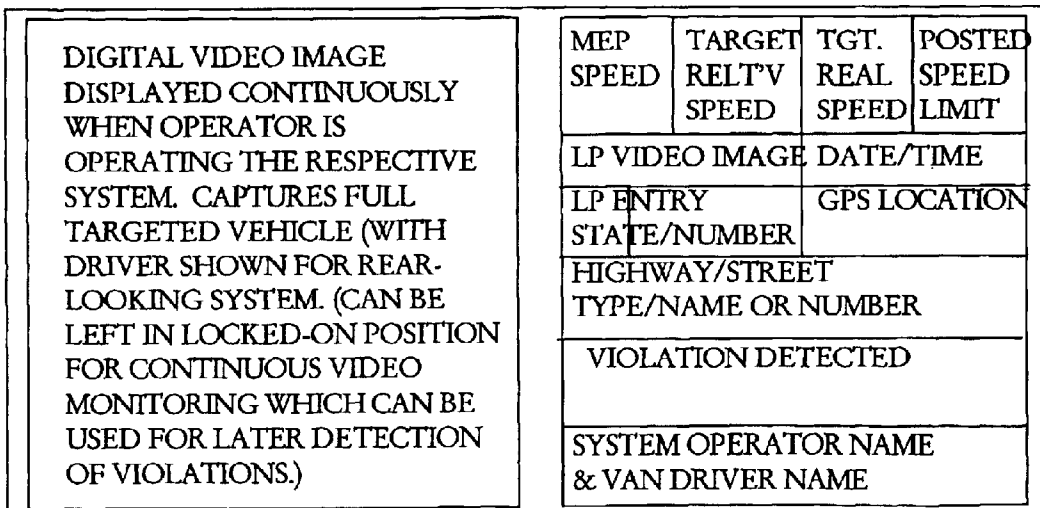 DIGITAL VIDEO IMAGE
DISPLAYED CONTINUOUSLY
WHEN OPERATOR IS
OPERATING THE RESPECTIVE
SYSTEM. CAPTURES FULL
TARGETED VEHICLE (WITH
DRIVER SHOWN FOR REAR-
LOOKING SYSTEM. (CAN BE
LEFT IN LOCKED-ON POSITION
FOR CONTINUOUS VIDEO
MONITORING WHICH CAN BE
USED FOR LATER DETECTION
OF VIOLATIONS.)
MEP
SPEED
TARGET
RELT'V
SPEED
TGT.
REAL
SPEED
POSTED
SPEED
LIMIT
LP VIDEO IMAGE
DATE/TIME
LP ENTRY
STATE/NUMBER
GPS LOCATION
HIGHWAY/STREET
TYPE/NAME OR NUMBER
VIOLATION DETECTED
SYSTEM OPERATOR NAME
& VAN DRIVER NAME